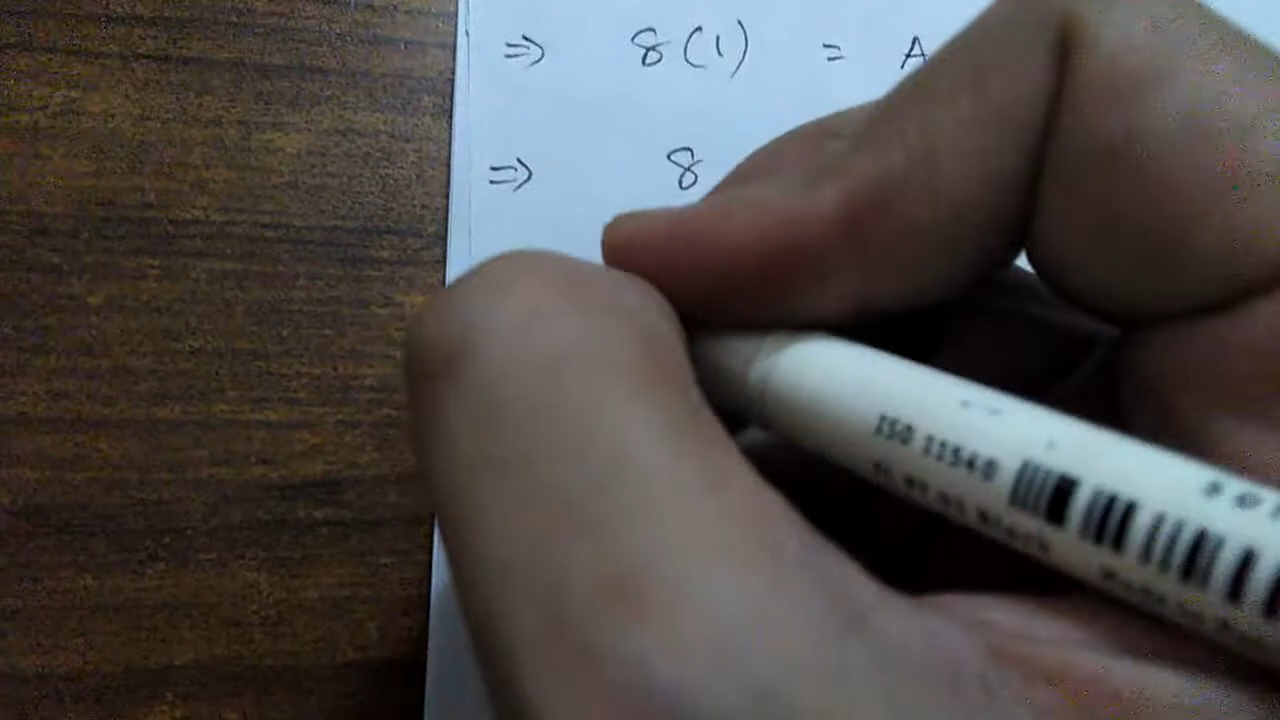 ⇒ 8(1) = A
⇒ 8
ISO 11540